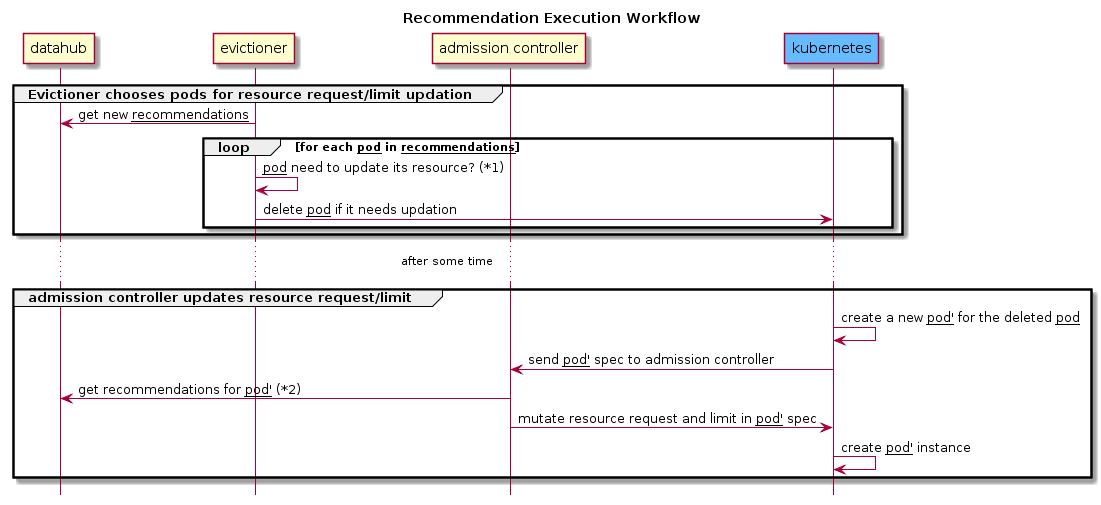 Recommendation Execution Workflow
datahub
evictioner
admission controller
kubernetes
Evictioner chooses pods for resource request/limit updation
get new recommendations
loop
[for each pod in recommendations]
pod need to update its resource? (*1)
delete pod if it needs updation
after some time
admission controller updates resource request/limit
create a new pod' for the deleted pod
send pod' spec to admission controller
get recommendations for pod' (*2)
mutate resource request and limit in pod' spec
create pod' instance